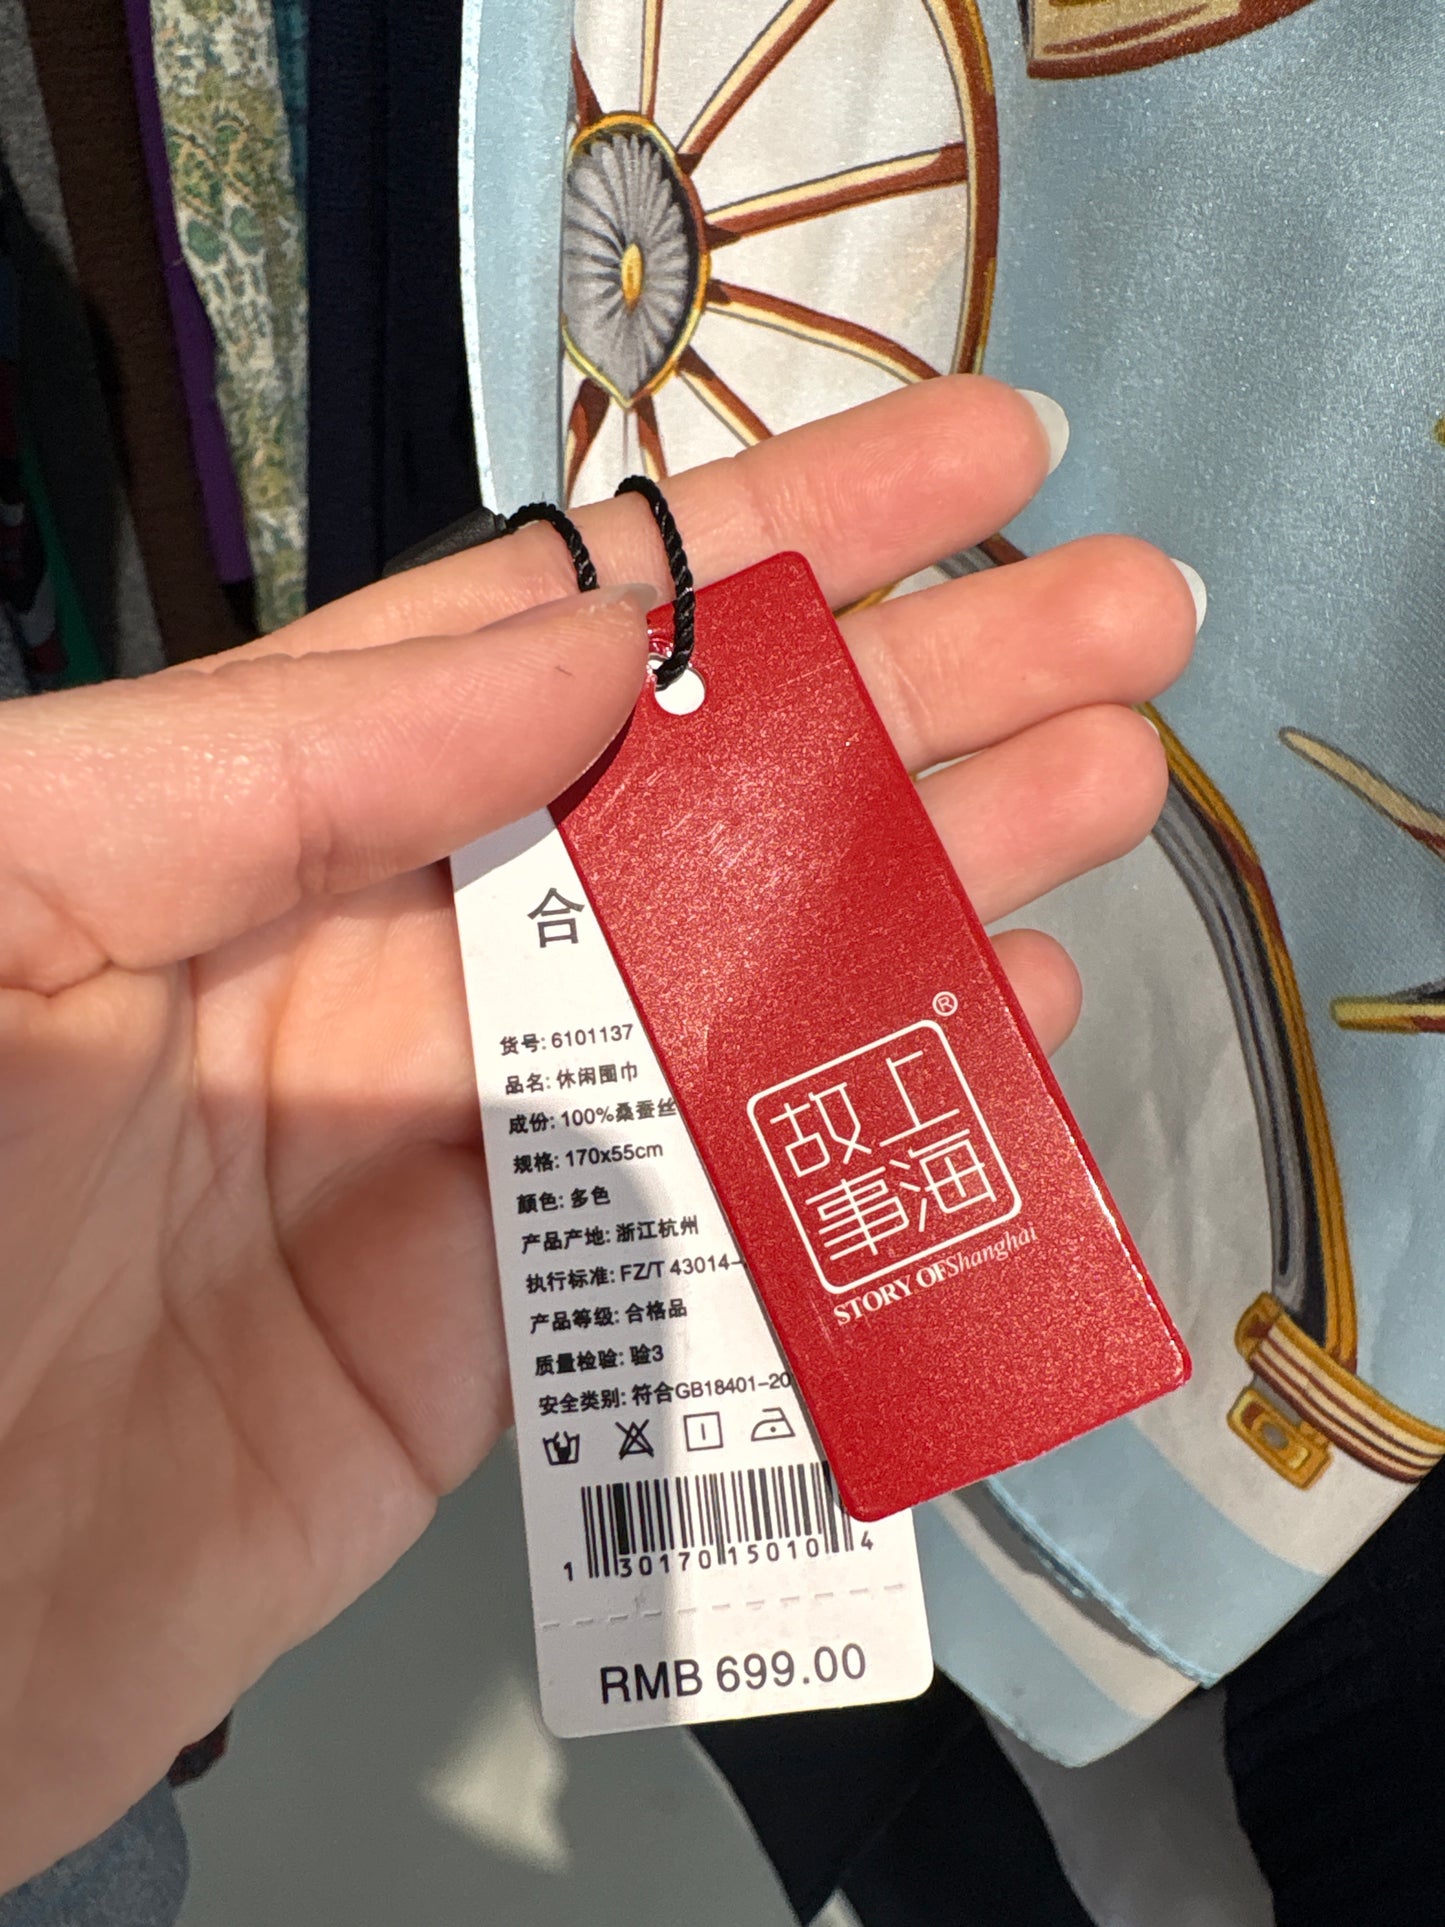 合
货号: 6101137
品名: 休闲围巾
成份: 100%桑蚕丝
规格: 170x55cm
颜色: 多色
产品产地: 浙江杭州
执行标准: FZ/T 43014-
产品等级: 合格品
质量检验: 验3
安全类别: 符合GB18401-20
1 30170 15010 4
RMB 699.00
上海
故事
®
STORY OF Shanghai